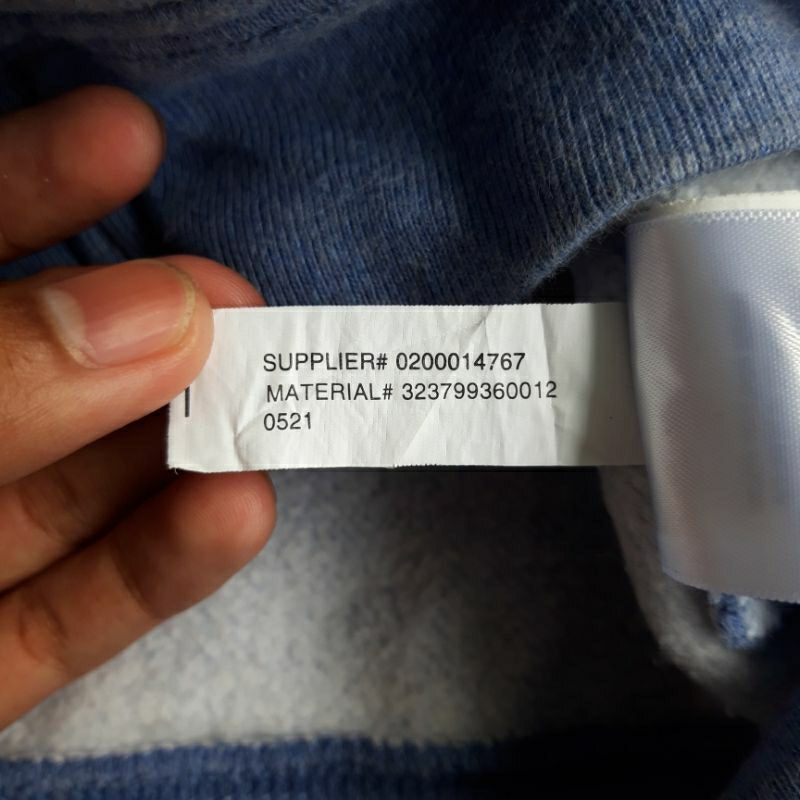 SUPPLIER# 0200014767
MATERIAL# 323799360012
0521